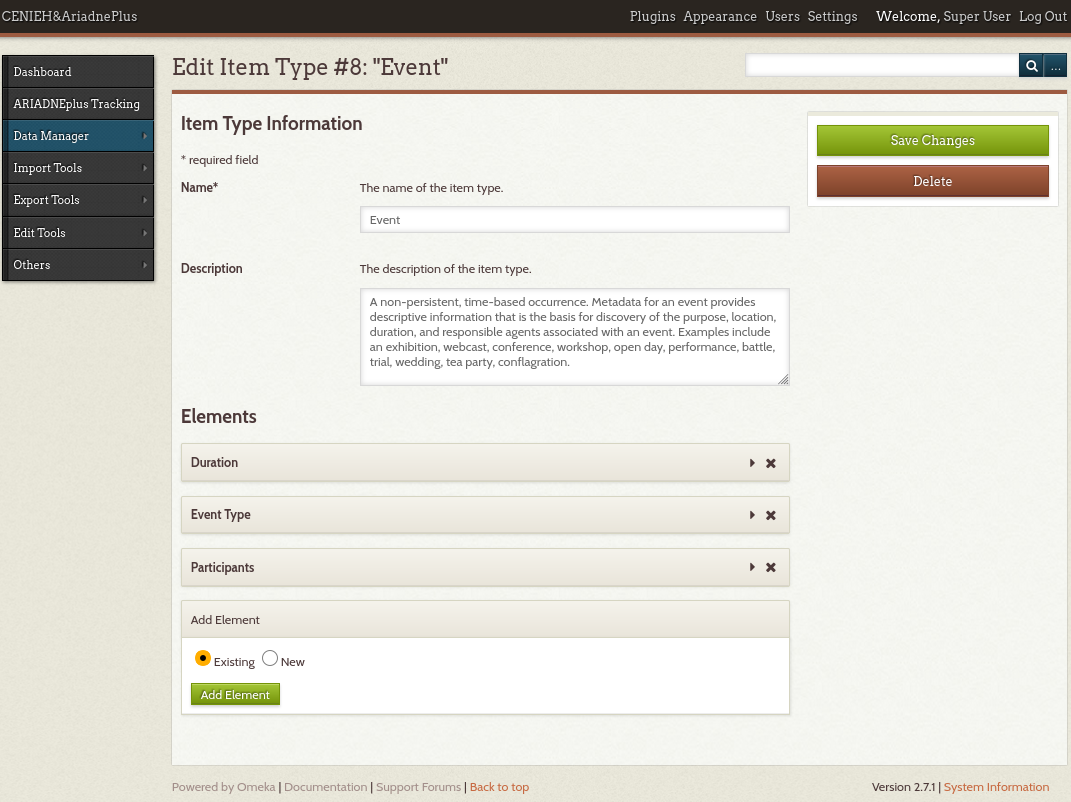 CENIEH&AriadnePlus
Plugins Appearance Users Settings Welcome, Super User Log Out
Dashboard
ARIADNEplus Tracking
Data Manager
Import Tools
Export Tools
Edit Tools
Others
Edit Item Type #8: "Event"
...
Item Type Information
* required field
Name*
The name of the item type.
Event
Description
The description of the item type.
A non-persistent, time-based occurrence. Metadata for an event provides
descriptive information that is the basis for discovery of the purpose, location,
duration, and responsible agents associated with an event. Examples include
an exhibition, webcast, conference, workshop, open day, performance, battle,
trial, wedding, tea party, conflagration.
Elements
Duration
Event Type
Participants
Add Element
Existing New
Add Element
Save Changes
Delete
Powered by Omeka | Documentation | Support Forums | Back to top
Version 2.7.1 | System Information